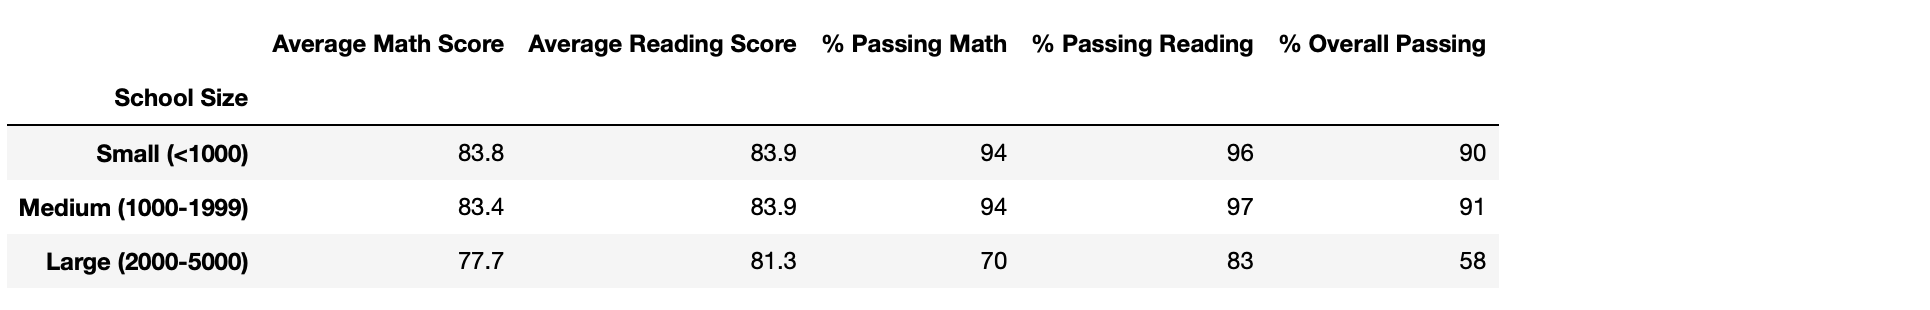 Average Math Score Average Reading Score % Passing Math % Passing Reading % Overall Passing
School Size
Small (<1000) 83.8 83.9 94 96 90
Medium (1000-1999) 83.4 83.9 94 97 91
Large (2000-5000) 77.7 81.3 70 83 58